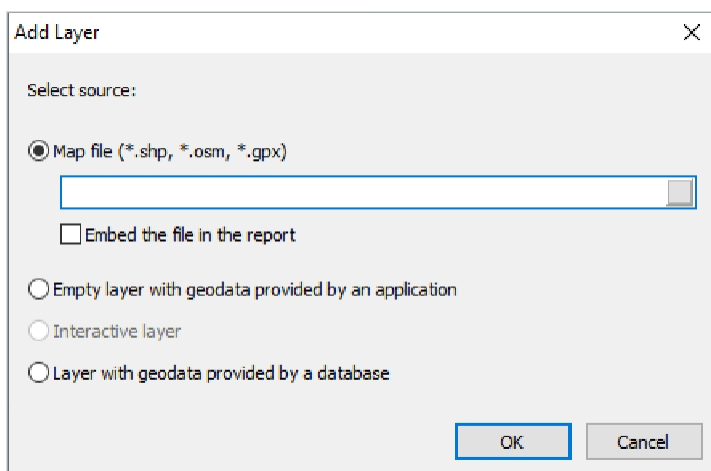 Add Layer
Select source:
Map file (*.shp, *.osm, *.gpx)
Embed the file in the report
Empty layer with geodata provided by an application
Interactive layer
Layer with geodata provided by a database
OK
Cancel